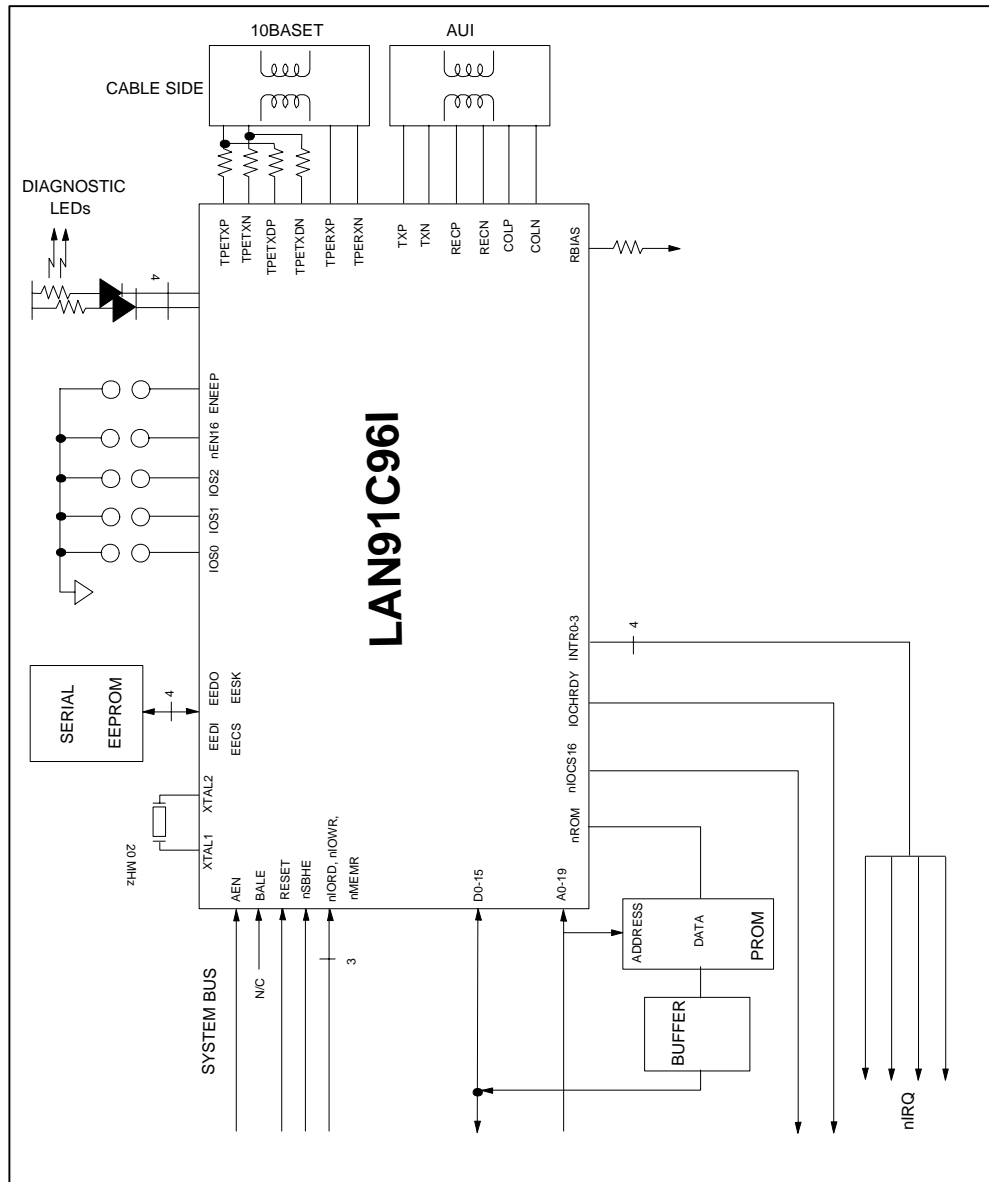 10BASET
AUI
CABLE SIDE
DIAGNOSTIC
LEDs
TPETXP
TPETXN
TPETXDP
TPETXDN
TPERXP
TPERXN
TXP
TXN
RECP
RECN
COLP
COLN
RBIAS
4
ENEEP
nEN16
IOS2
IOS1
IOS0
LAN91C96I
INTR0-3
4
IOCHRDY
nIOCS16
nROM
SERIAL
EEPROM
4
EEDO
EESK
EEDI
EECS
XTAL2
XTAL1
20 MHz
AEN
BALE
RESET
nSBHE
nIORD, nIOWR,
nMEMR
D0-15
A0-19
ADDRESS
DATA
PROM
3
N/C
SYSTEM BUS
BUFFER
nIRQ